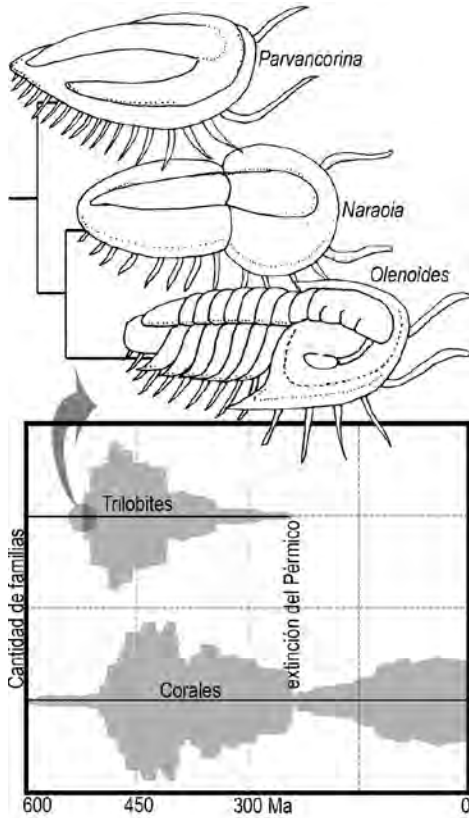 Parvancorina
Naraoia
Olenoides
Cantidad de familias
Trilobites
extinción del Pérmico
Corales
600 450 300 Ma 0